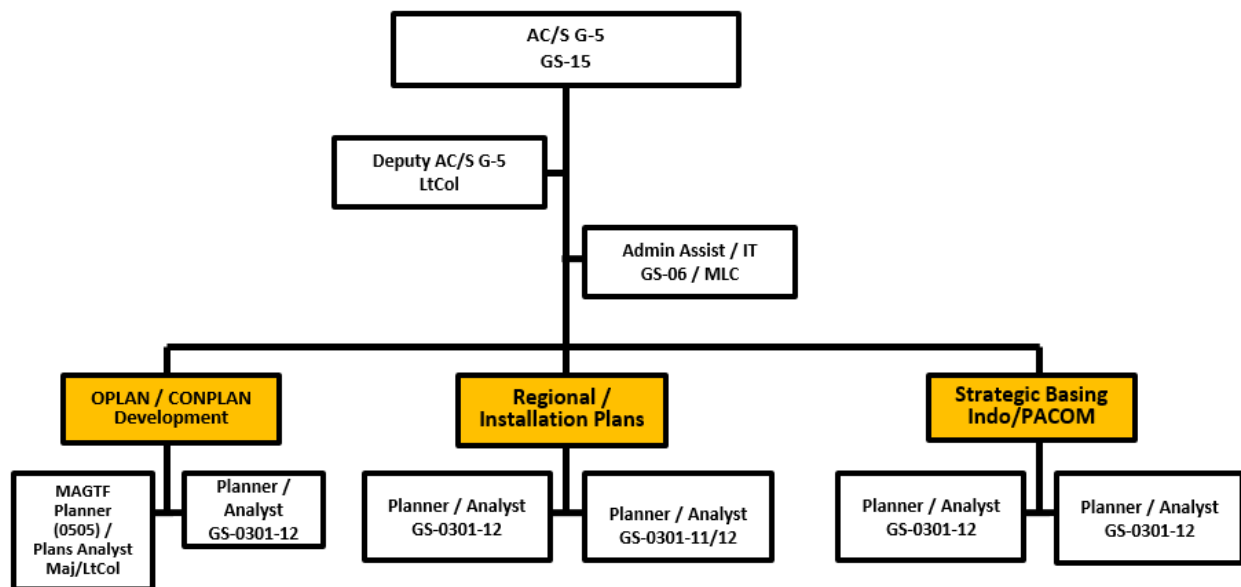 AC/S G-5
GS-15
Deputy AC/S G-5
LtCol
Admin Assist / IT
GS-06 / MLC
OPLAN / CONPLAN
Development
Regional /
Installation Plans
Strategic Basing
Indo/PACOM
MAGTF
Planner
(0505) /
Plans Analyst
Maj/LtCol
Planner /
Analyst
GS-0301-12
Planner / Analyst
GS-0301-12
Planner / Analyst
GS-0301-11/12
Planner / Analyst
GS-0301-12
Planner / Analyst
GS-0301-12